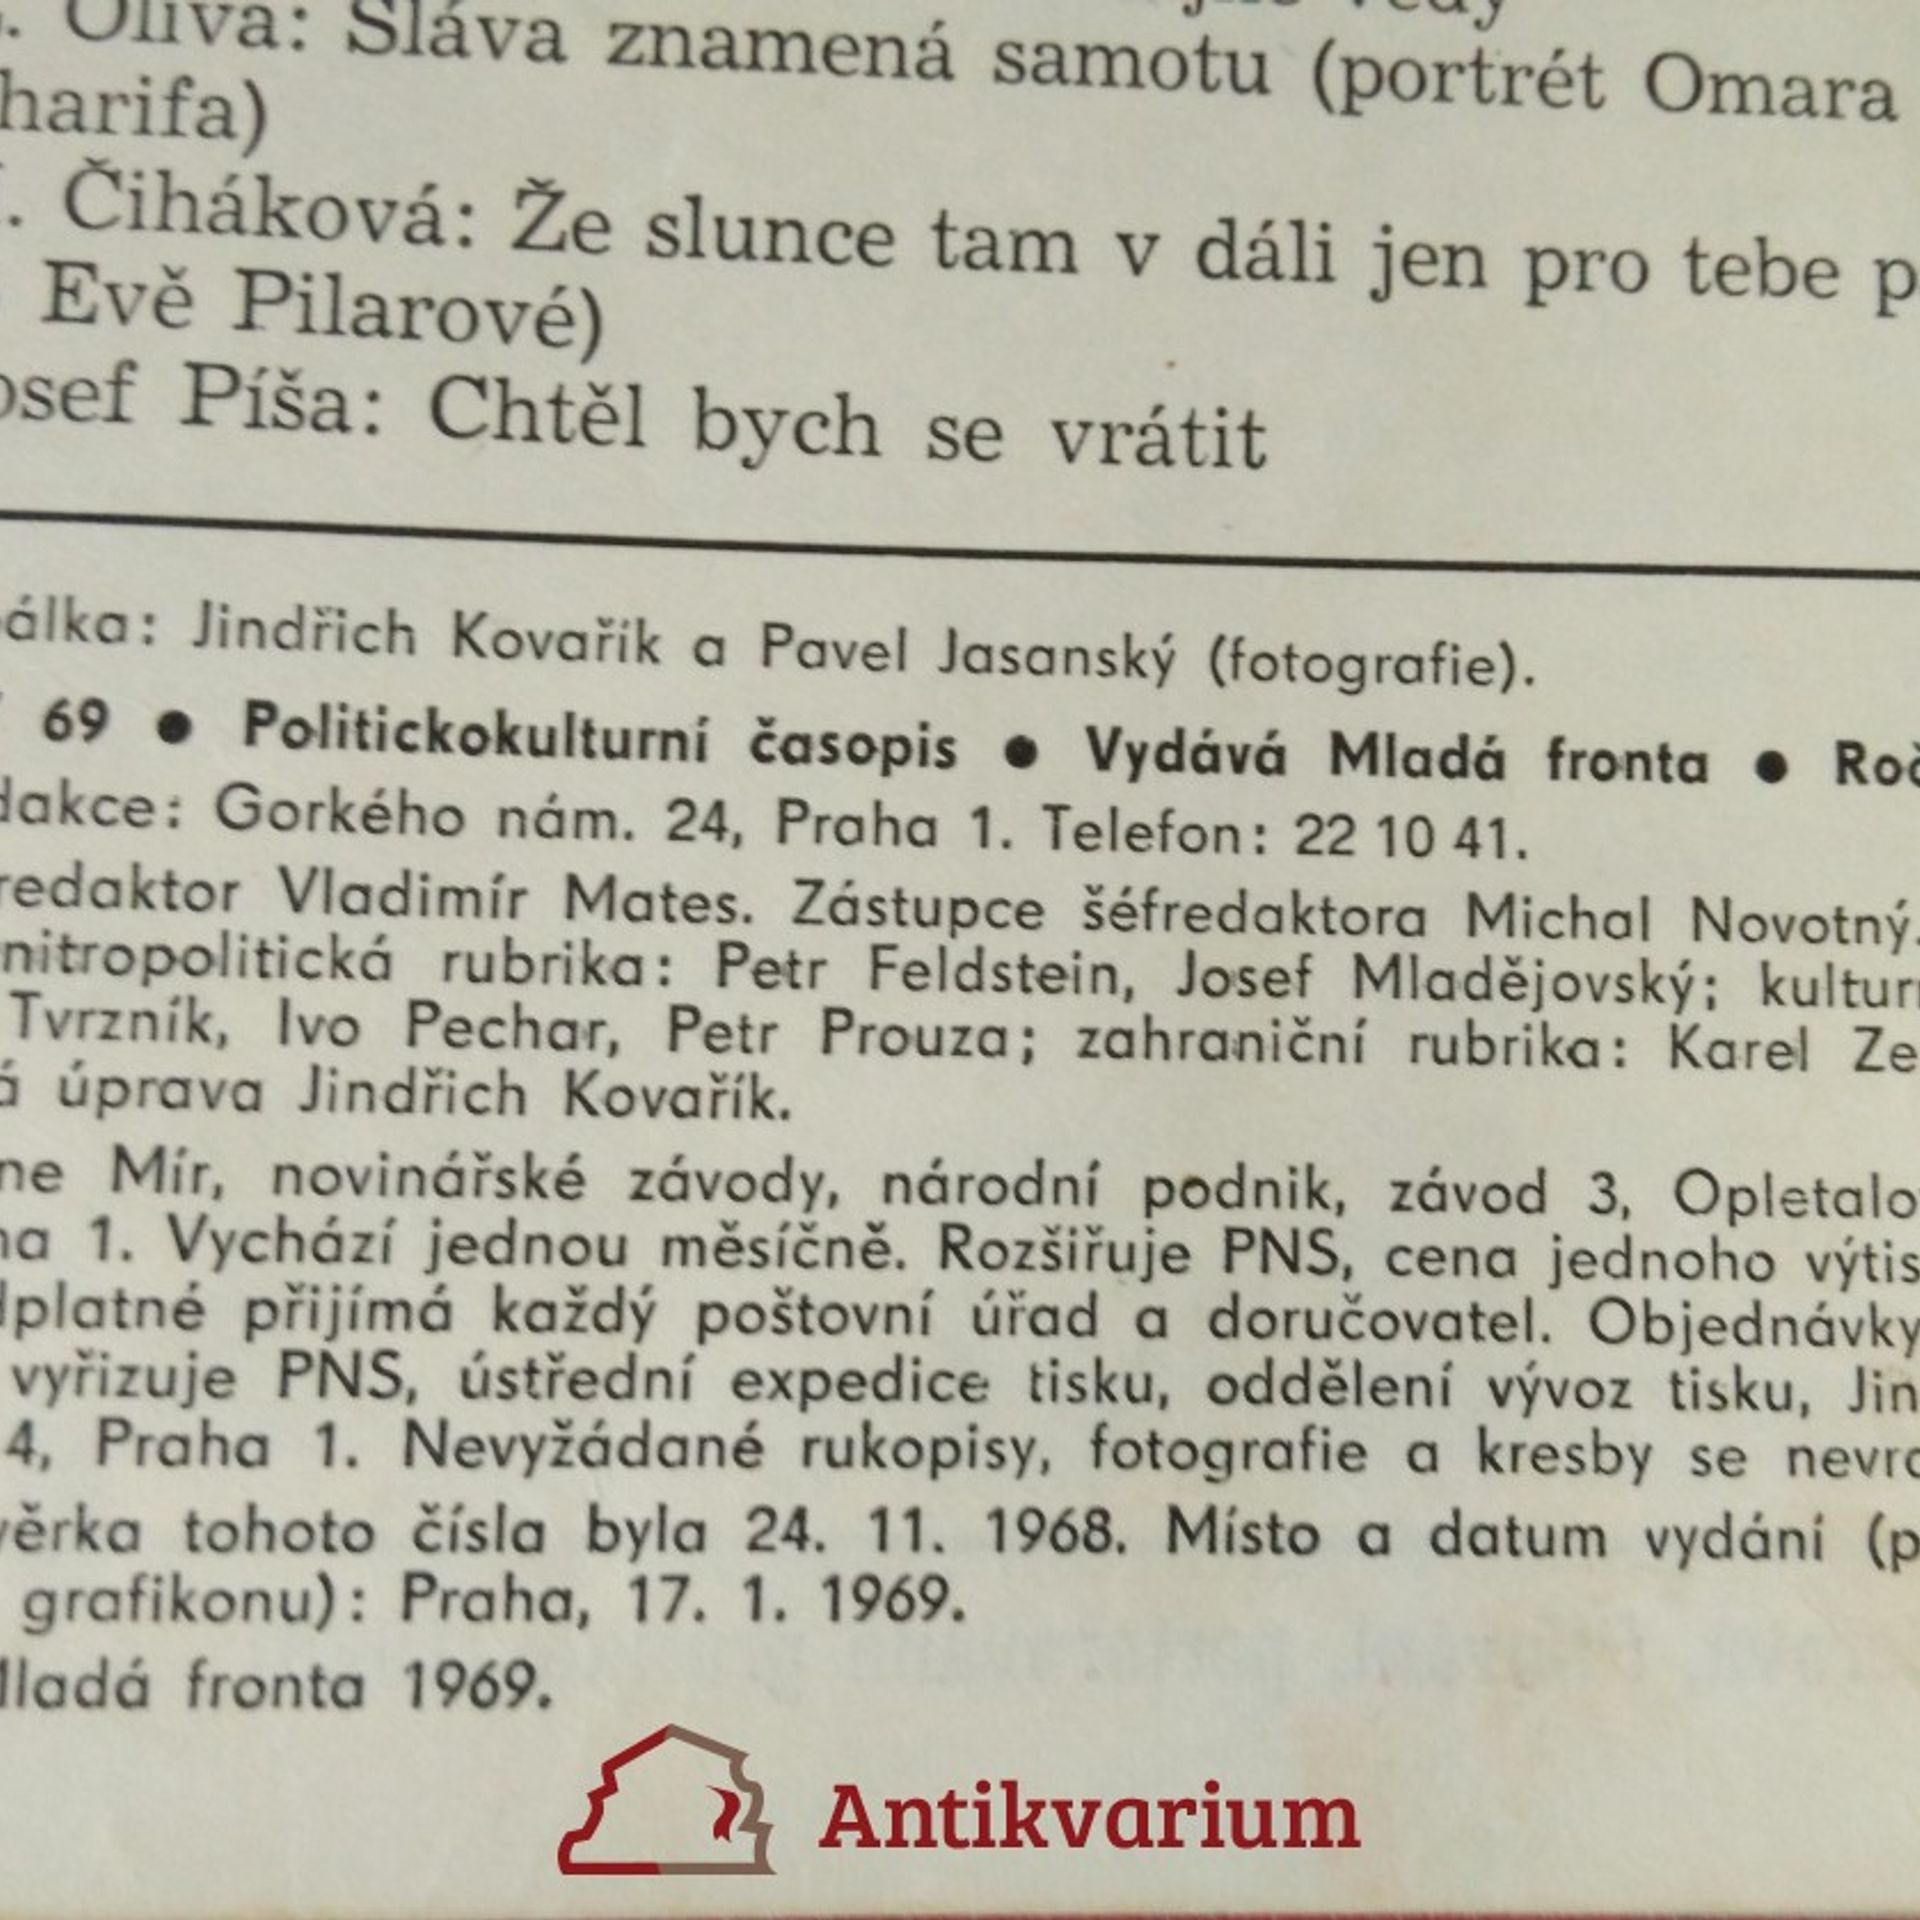 Oliva: Sláva znamená samotu (portrét Omara
harifa)
Čiháková: Že slunce tam v dáli jen pro tebe p
Evě Pilarové)
osef Píša: Chtěl bych se vrátit
álka: Jindřich Kovařík a Pavel Jasanský (fotografie).
69 ● Politickokulturní časopis ● Vydává Mladá fronta ● Roč
dakce: Gorkého nám. 24, Praha 1. Telefon: 22 10 41.
redaktor Vladimír Mates. Zástupce šéfredaktora Michal Novotný.
nitropolitická rubrika: Petr Feldstein, Josef Mladějovský; kulturn
Tvrzník, Ivo Pechar, Petr Prouza; zahraniční rubrika: Karel Ze
á úprava Jindřich Kovařík.
ne Mír, novinářské závody, národní podnik, závod 3, Opletalo
na 1. Vychází jednou měsíčně. Rozšiřuje PNS, cena jednoho výtis
dplatné přijímá každý poštovní úřad a doručovatel. Objednávky
vyřizuje PNS, ústřední expedice tisku, oddělení vývoz tisku, Jin
4, Praha 1. Nevyžádané rukopisy, fotografie a kresby se nevra
věrka tohoto čísla byla 24. 11. 1968. Místo a datum vydání (p
grafikonu): Praha, 17. 1. 1969.
Mladá fronta 1969.
Antikvarium